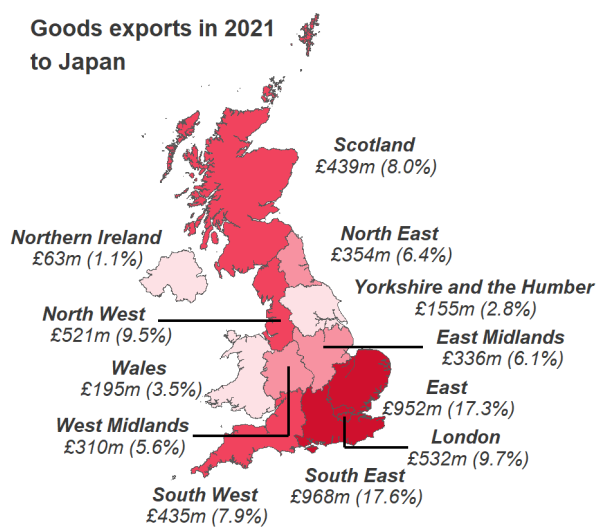 Goods exports in 2021
to Japan
Scotland
£439m (8.0%)
Northern Ireland
£63m (1.1%)
North East
£354m (6.4%)
Yorkshire and the Humber
£155m (2.8%)
North West
£521m (9.5%)
East Midlands
£336m (6.1%)
Wales
£195m (3.5%)
East
£952m (17.3%)
West Midlands
£310m (5.6%)
London
£532m (9.7%)
South East
£968m (17.6%)
South West
£435m (7.9%)